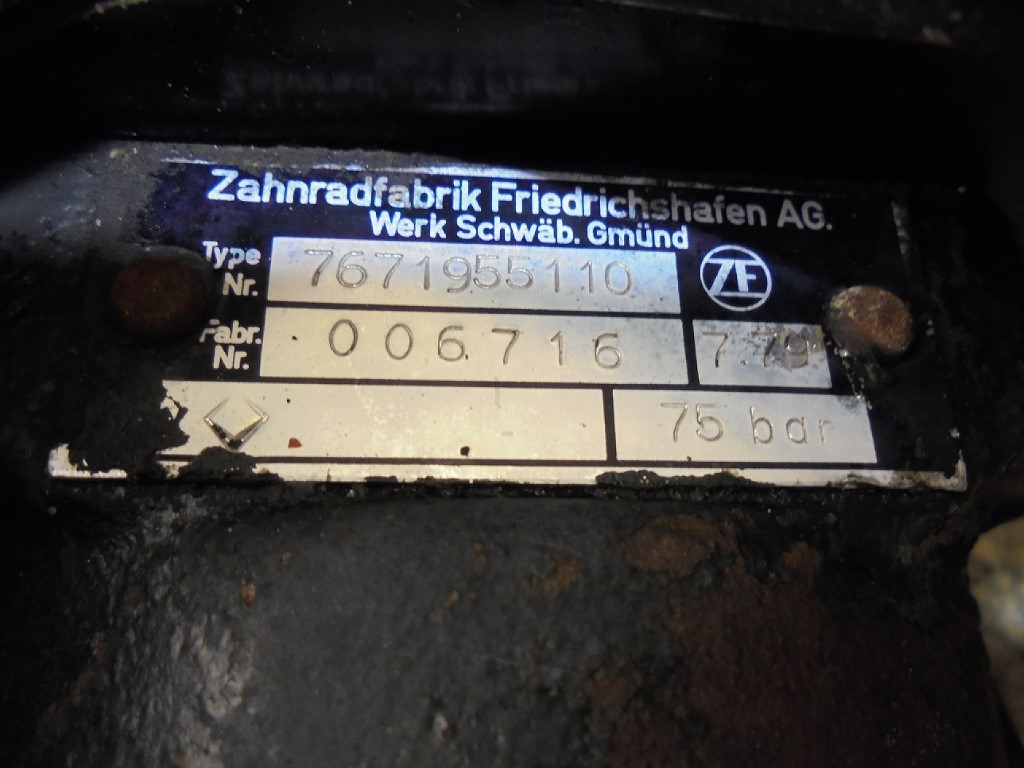 Zahnradfabrik Friedrichshafen AG.
Werk Schwäb. Gmünd
Type Nr. 7671955110 ZF
Fabr. Nr. 006716 7.79
75 bar